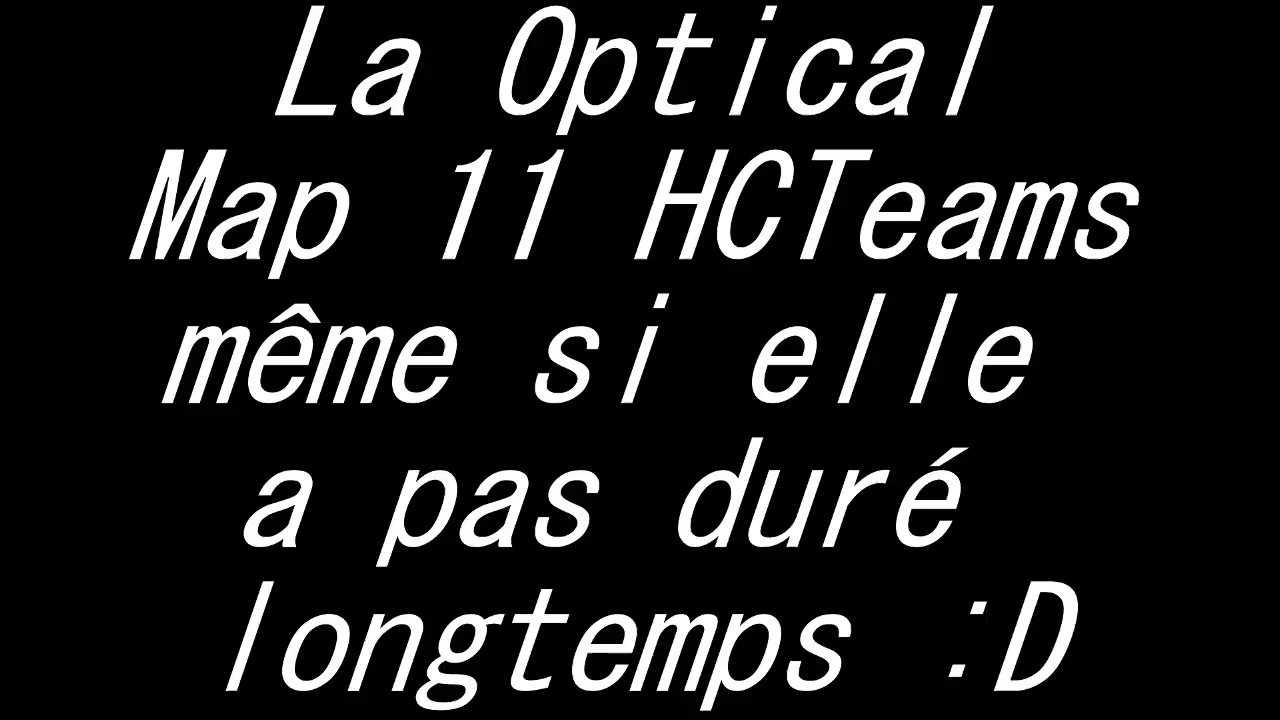 La Optical
Map 11 HCTeams
même si elle
a pas duré
longtemps :D